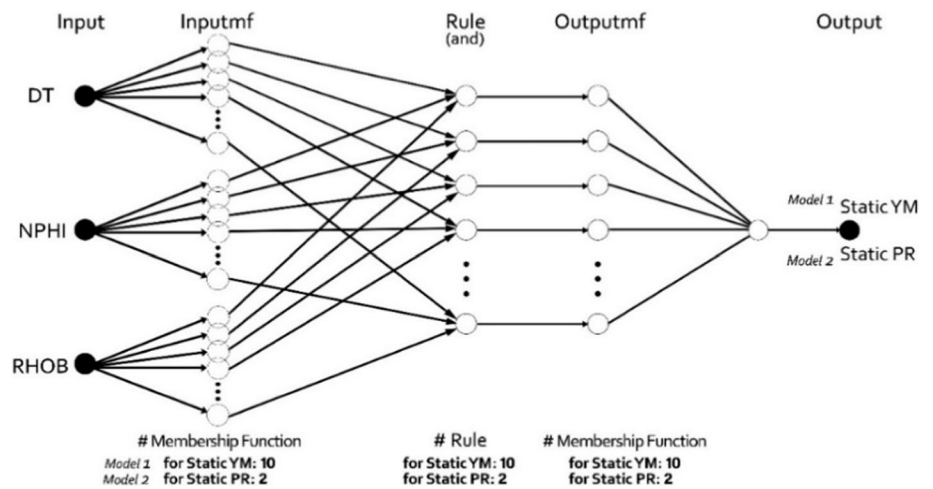 Input Inputmf Rule Outputmf Output
(and)
DT
NPHI
RHOB
Model 1 Static YM
Model 2 Static PR
# Membership Function # Rule # Membership Function
Model 1 for Static YM: 10 for Static YM: 10 for Static YM: 10
Model 2 for Static PR: 2 for Static PR: 2 for Static PR: 2